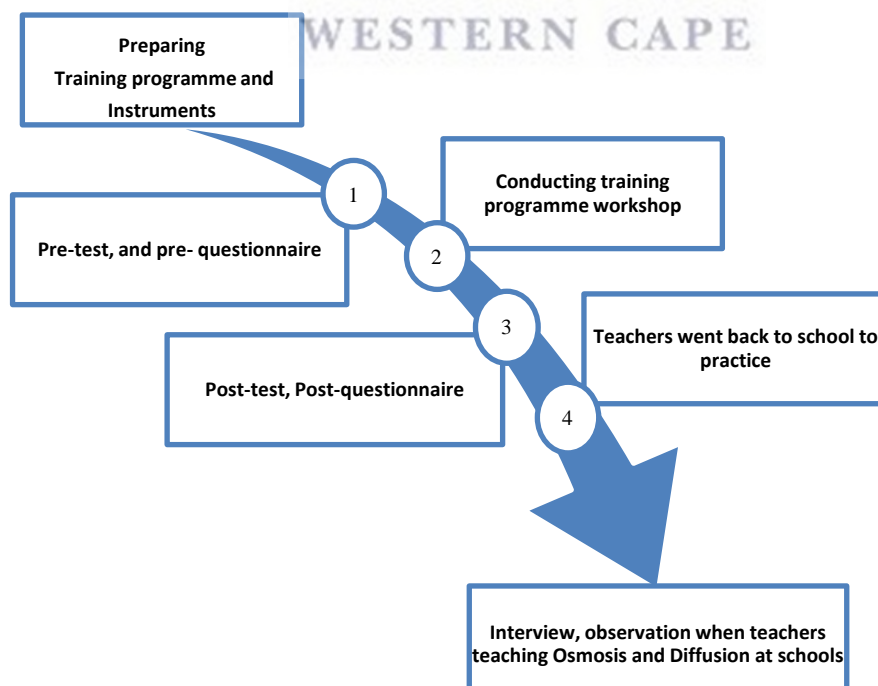 WESTERN CAPE
Preparing
Training programme and
Instruments
1
Conducting training
programme workshop
Pre-test, and pre- questionnaire
2
3
Teachers went back to school to
practice
Post-test, Post-questionnaire
4
Interview, observation when teachers
teaching Osmosis and Diffusion at schools